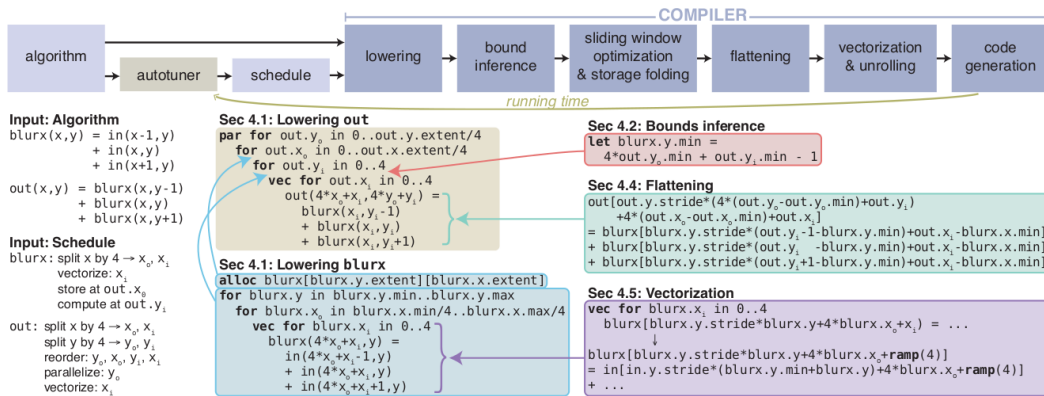 COMPILER
algorithm
autotuner
schedule
lowering
bound
inference
sliding window
optimization
& storage folding
flattening
vectorization
& unrolling
code
generation
running time
Input: Algorithm
blurx(x,y) = in(x-1,y)
+ in(x,y)
+ in(x+1,y)
out(x,y) = blurx(x,y-1)
+ blurx(x,y)
+ blurx(x,y+1)
Input: Schedule
blurx: split x by 4 → xₒ, xᵢ
vectorize: xᵢ
store at out.x₀
compute at out.yᵢ
out: split x by 4 → xₒ, xᵢ
split y by 4 → yₒ, yᵢ
reorder: yₒ, xₒ, yᵢ, xᵢ
parallelize: yₒ
vectorize: xᵢ
Sec 4.1: Lowering out
par for out.yₒ in 0..out.y.extent/4
for out.xₒ in 0..out.x.extent/4
for out.yᵢ in 0..4
vec for out.xᵢ in 0..4
out(4*xₒ+xᵢ,4*yₒ+yᵢ) =
blurx(xᵢ,yᵢ-1)
+ blurx(xᵢ,yᵢ)
+ blurx(xᵢ,yᵢ+1)
Sec 4.1: Lowering blurx
alloc blurx[blurx.y.extent][blurx.x.extent]
for blurx.y in blurx.y.min..blurx.y.max
for blurx.xₒ in blurx.x.min/4..blurx.x.max/4
vec for blurx.xᵢ in 0..4
blurx(4*xₒ+xᵢ,y) =
in(4*xₒ+xᵢ-1,y)
+ in(4*xₒ+xᵢ,y)
+ in(4*xₒ+xᵢ+1,y)
Sec 4.2: Bounds inference
let blurx.y.min =
4*out.yₒ.min + out.yᵢ.min - 1
Sec 4.4: Flattening
out[out.y.stride*(4*(out.yₒ-out.yₒ.min)+out.yᵢ)
+4*(out.xₒ-out.xₒ.min)+out.xᵢ]
= blurx[blurx.y.stride*(out.yᵢ-1-blurx.y.min)+out.xᵢ-blurx.x.min]
+ blurx[blurx.y.stride*(out.yᵢ -blurx.y.min)+out.xᵢ-blurx.x.min]
+ blurx[blurx.y.stride*(out.yᵢ+1-blurx.y.min)+out.xᵢ-blurx.x.min]
Sec 4.5: Vectorization
vec for blurx.xᵢ in 0..4
blurx[blurx.y.stride*blurx.y+4*blurx.xₒ+xᵢ) = ...
↓
blurx[blurx.y.stride*blurx.y+4*blurx.xₒ+ramp(4)]
= in[in.y.stride*(blurx.y.min+blurx.y)+4*blurx.xₒ+ramp(4)]
+ ...